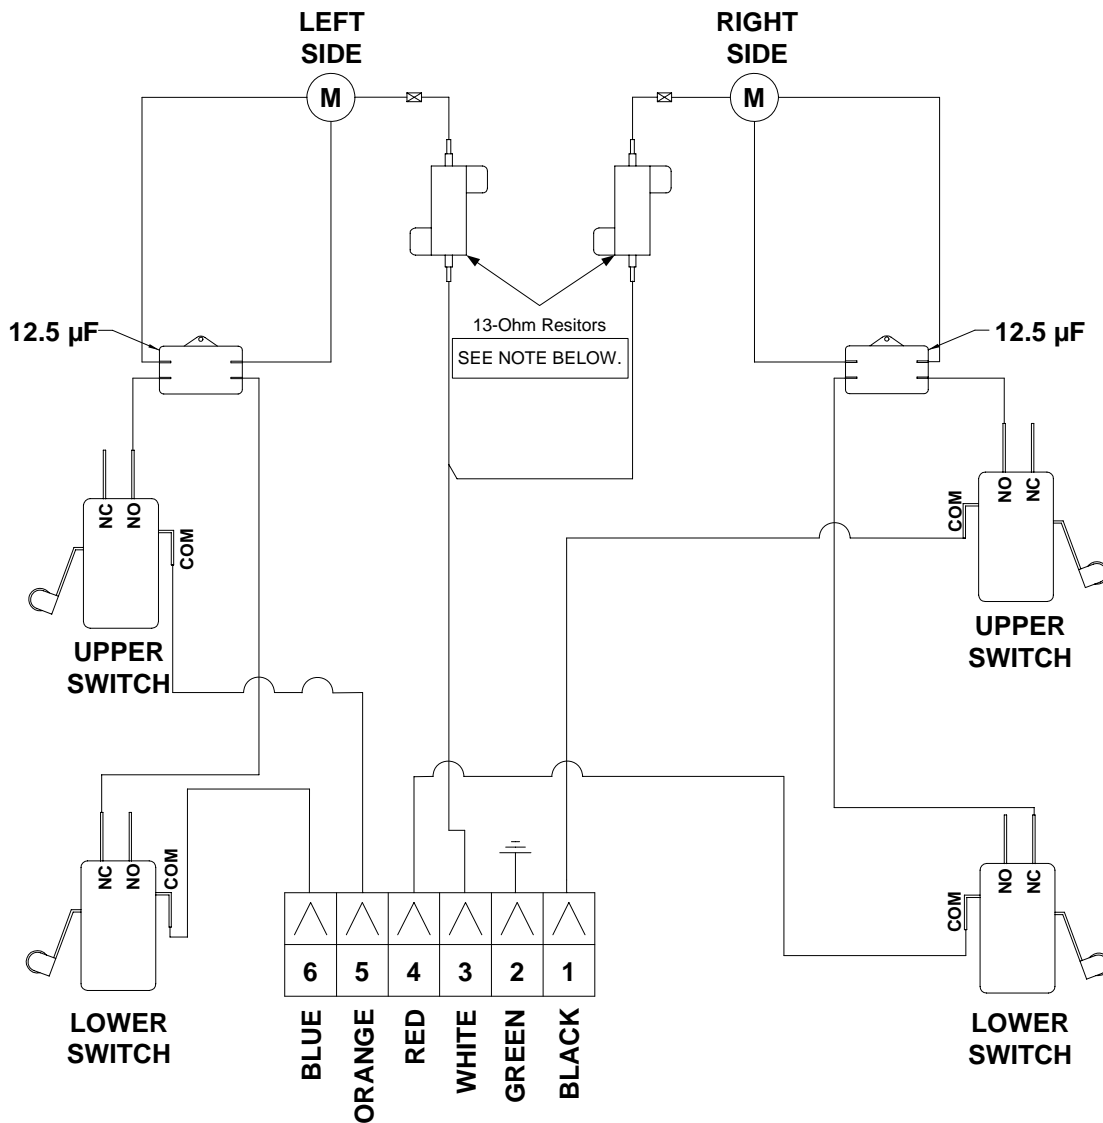 LEFT
SIDE
RIGHT
SIDE
M
M
12.5 µF
13-Ohm Resitors
SEE NOTE BELOW.
12.5 µF
NC
NO
COM
UPPER
SWITCH
COM
NO
NC
UPPER
SWITCH
NC
NO
COM
LOWER
SWITCH
COM
NO
NC
LOWER
SWITCH
6
5
4
3
2
1
BLUE
ORANGE
RED
WHITE
GREEN
BLACK